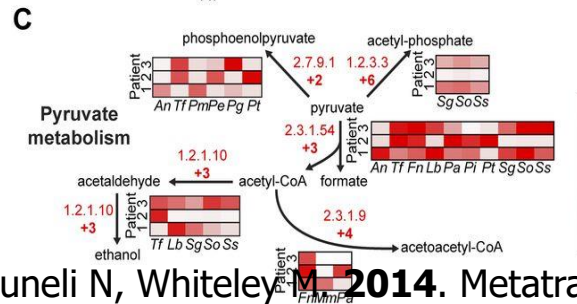 C
phosphoenolpyruvate
acetyl-phosphate
2.7.9.1
+2
1.2.3.3
+6
Patient
1 2 3
An Tf PmPe Pg Pt
Patient
1 2 3
Sg So Ss
pyruvate
Pyruvate
metabolism
2.3.1.54
+3
Patient
1 2 3
An Tf Fn Lb Pa Pi Pt Sg So Ss
1.2.1.10
+3
acetaldehyde
acetyl-CoA
formate
1.2.1.10
+3
Patient
1 2 3
Tf Lb Sg So Ss
2.3.1.9
+4
ethanol
acetoacetyl-CoA
Patient
1 2 3
FnMmPa
uneli N, Whiteley M. 2014. Metatra